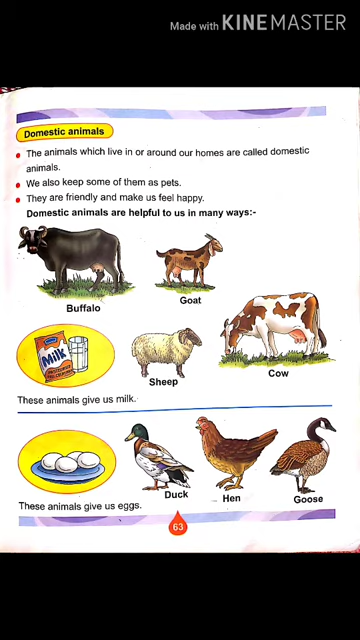 Made with KINEMASTER
Domestic animals
The animals which live in or around our homes are called domestic
animals.
We also keep some of them as pets.
They are friendly and make us feel happy.
Domestic animals are helpful to us in many ways:-
Buffalo
Goat
Milk
Sheep
Cow
These animals give us milk.
Duck
Hen
Goose
These animals give us eggs.
63